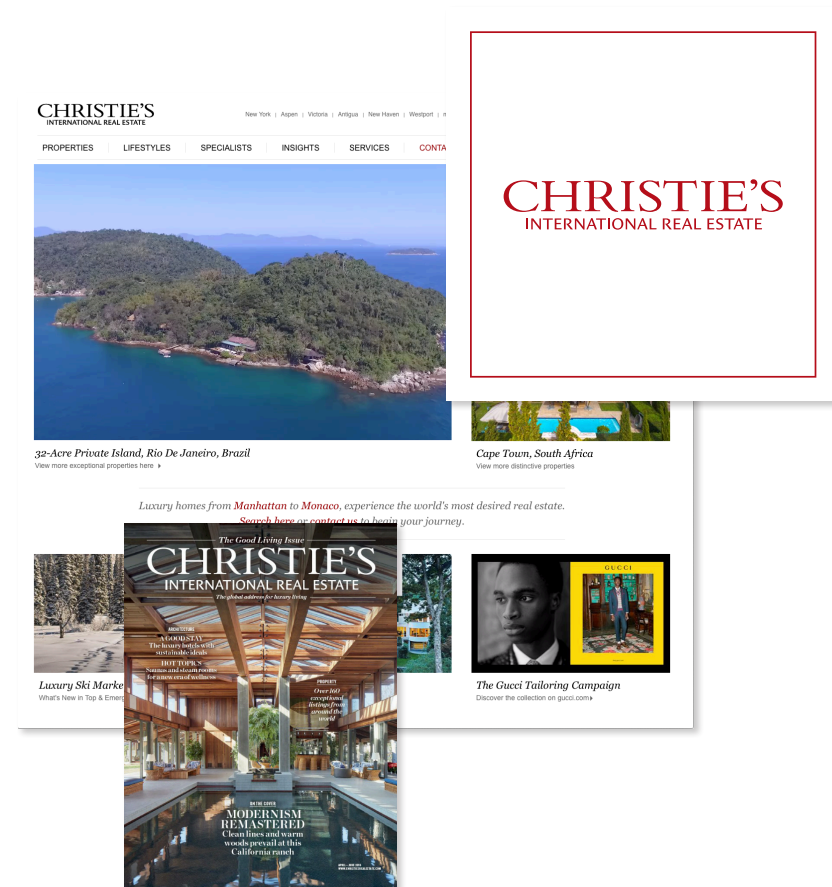 CHRISTIE'S
INTERNATIONAL REAL ESTATE
New York | Aspen | Victoria | Antigua | New Haven | Westport |
PROPERTIES LIFESTYLES SPECIALISTS INSIGHTS SERVICES CONTA
CHRISTIE'S
INTERNATIONAL REAL ESTATE
32-Acre Private Island, Rio De Janeiro, Brazil
View more exceptional properties here
Cape Town, South Africa
View more distinctive properties
Luxury homes from Manhattan to Monaco, experience the world's most desired real estate.
Search here or contact us to begin your journey.
The Good Living Issue
CHRISTIE'S
INTERNATIONAL REAL ESTATE
The global address for luxury living
ARCHITECTURE
A GOOD STAY
The luxury hotels with
sustainable ideals
HOT TOPICS
Saunas and steam rooms
for a new era of wellness
PROPERTY
Over 160
exceptional
listings from
around the
world
ON THE COVER
MODERNISM
REMASTERED
Clean lines and warm
woods prevail at this
California ranch
WWW.CHRISTIESREALESTATE.COM
Luxury Ski Marke
What's New in Top & Emerg
GUCCI
The Gucci Tailoring Campaign
Discover the collection on gucci.com